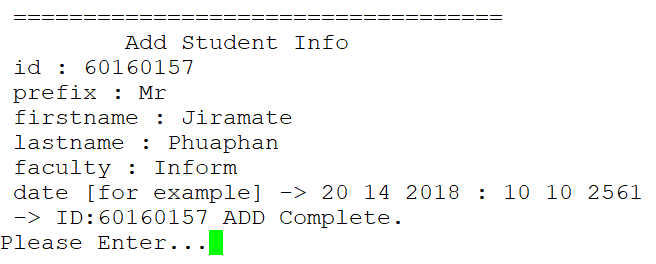 ===================================
Add Student Info
id : 60160157
prefix : Mr
firstname : Jiramate
lastname : Phuaphan
faculty : Inform
date [for example] -> 20 14 2018 : 10 10 2561
-> ID:60160157 ADD Complete.
Please Enter...